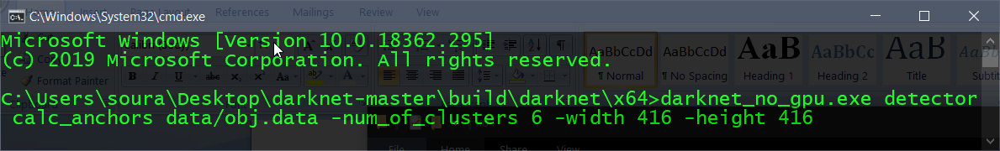 C:\Windows\System32\cmd.exe
References
Mailings
Review
View
Microsoft Windows [Version 10.0.18362.295]
(c) 2019 Microsoft Corporation. All rights reserved.
Format Painter
AaBbCcDd AaBbCcDd AaBbC AaBbCc AaB
¶ Normal ¶ No Spacing Heading 1 Heading 2 Title
C:\Users\soura\Desktop\darknet-master\build\darknet\x64>darknet_no_gpu.exe detector
calc_anchors data/obj.data -num_of_clusters 6 -width 416 -height 416
File Home Share View